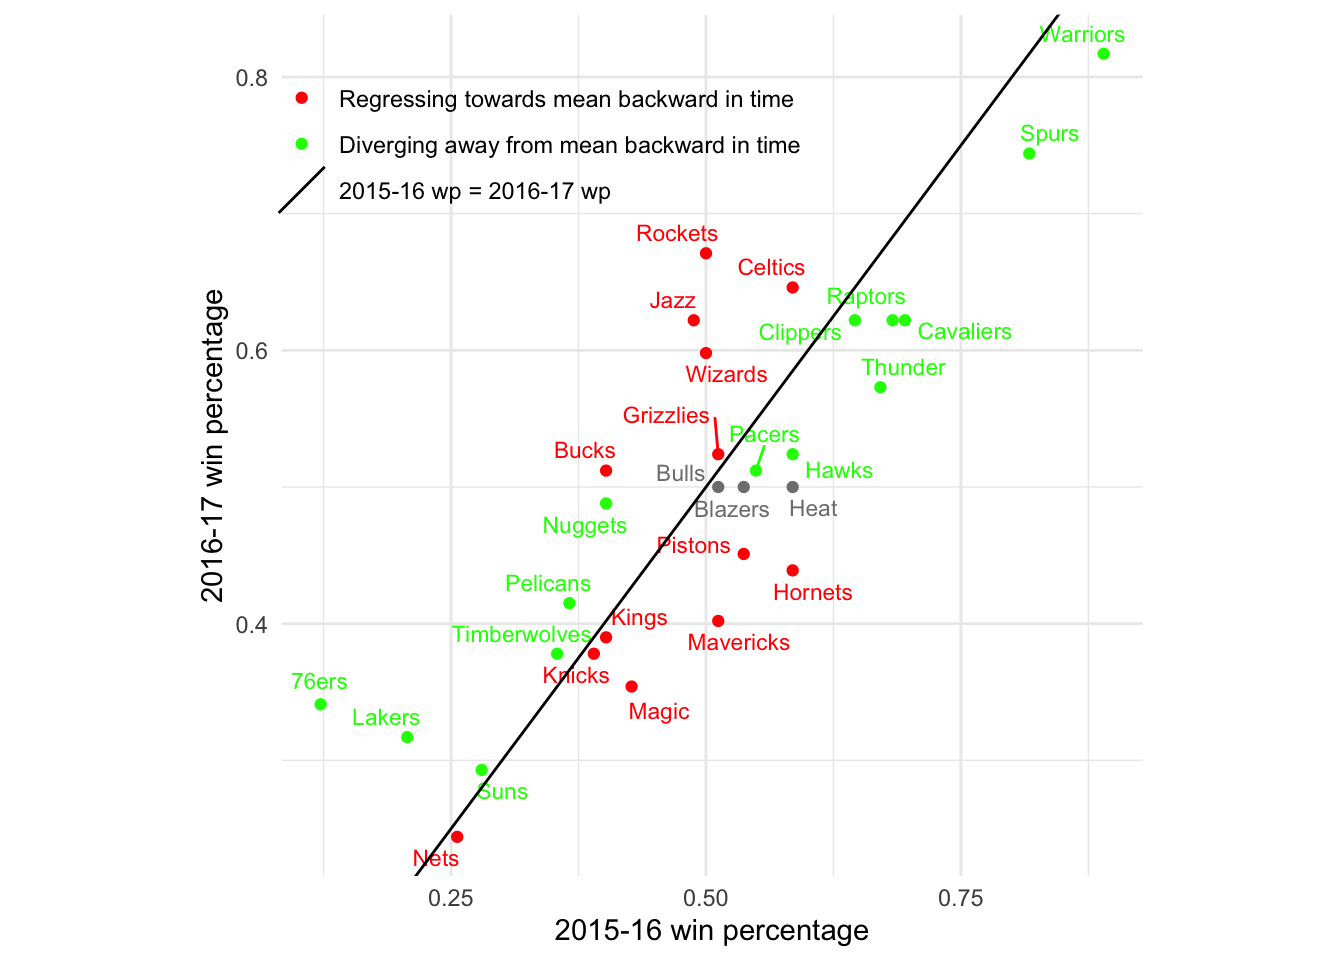 Warriors
0.8
Regressing towards mean backward in time
Spurs
Diverging away from mean backward in time
2015-16 wp = 2016-17 wp
Rockets
Celtics
Jazz
Raptors
Clippers
Cavaliers
0.6
Thunder
Wizards
Grizzlies
Pacers
Bucks
Bulls
Hawks
Blazers
Heat
Nuggets
Pistons
Pelicans
Hornets
Kings
0.4
Timberwolves
Mavericks
Knicks
76ers
Magic
Lakers
Suns
Nets
2016-17 win percentage
0.25
0.50
0.75
2015-16 win percentage